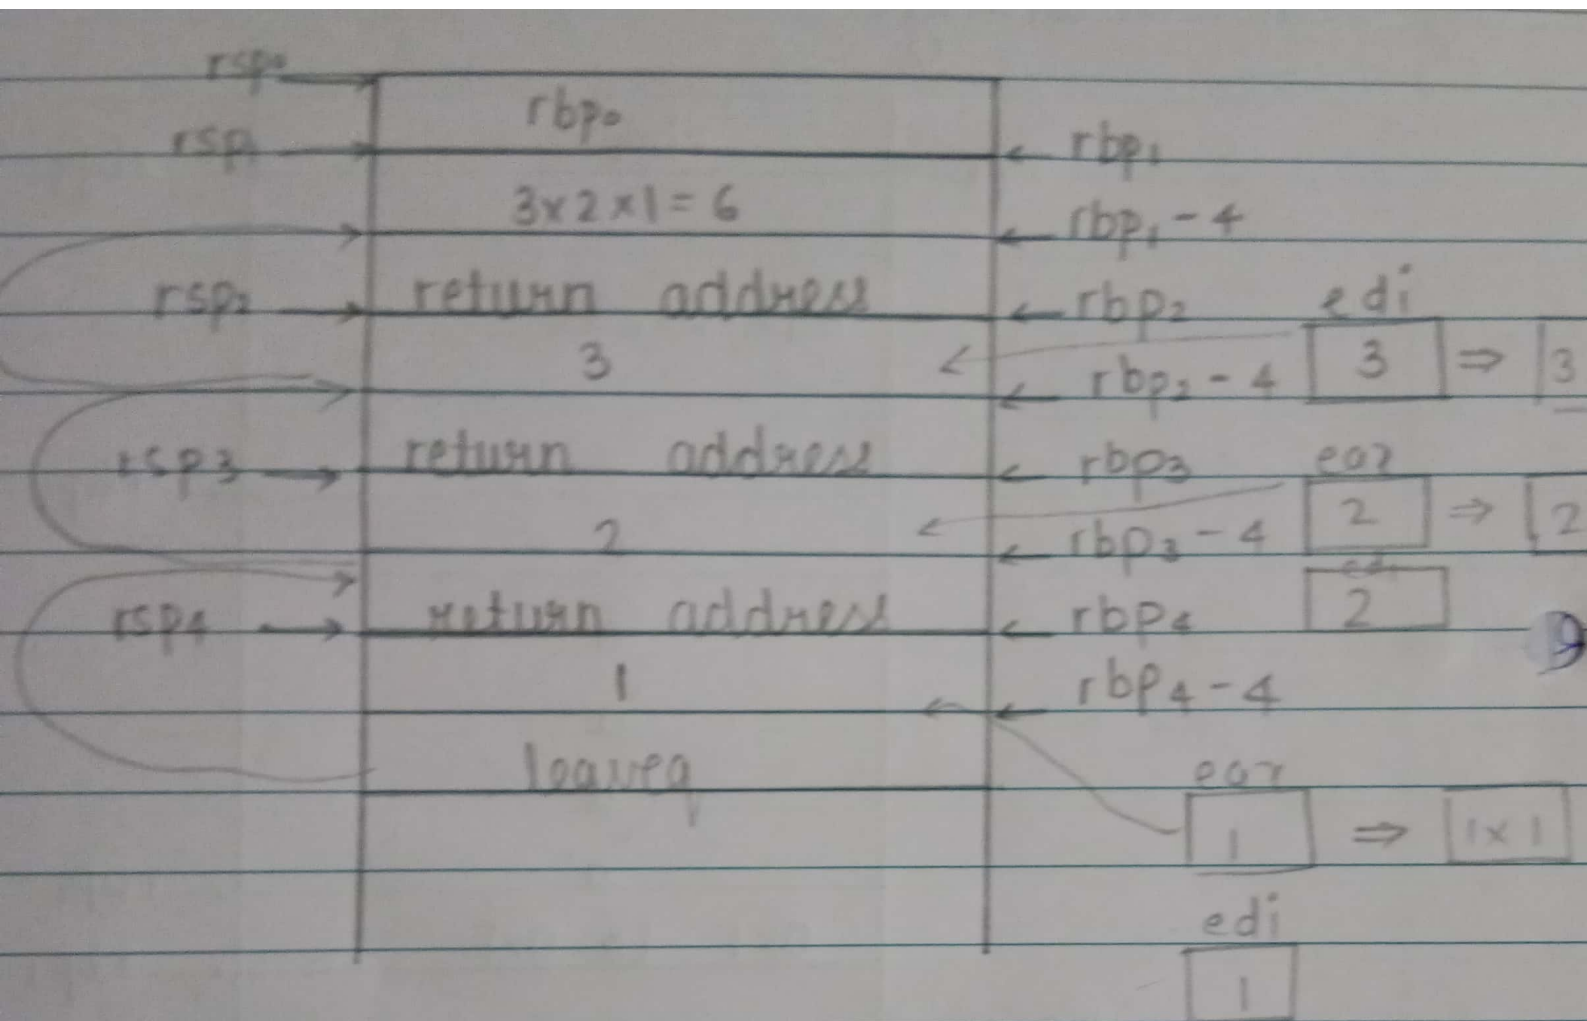 rsp₀
rbp₀
rsp₁ rbp₁
3x2x1=6
rbp₁-4
rsp₂ return address rbp₂ edi
3 rbp₂-4 3 ⇒ 3
rsp3 return address rbp3 eax
2 rbp₃-4 2 ⇒ 2
edi
rsp₄ return address rbp₄ 2
1 rbp₄-4
leaveq eax
1 ⇒ 1x1
edi
1